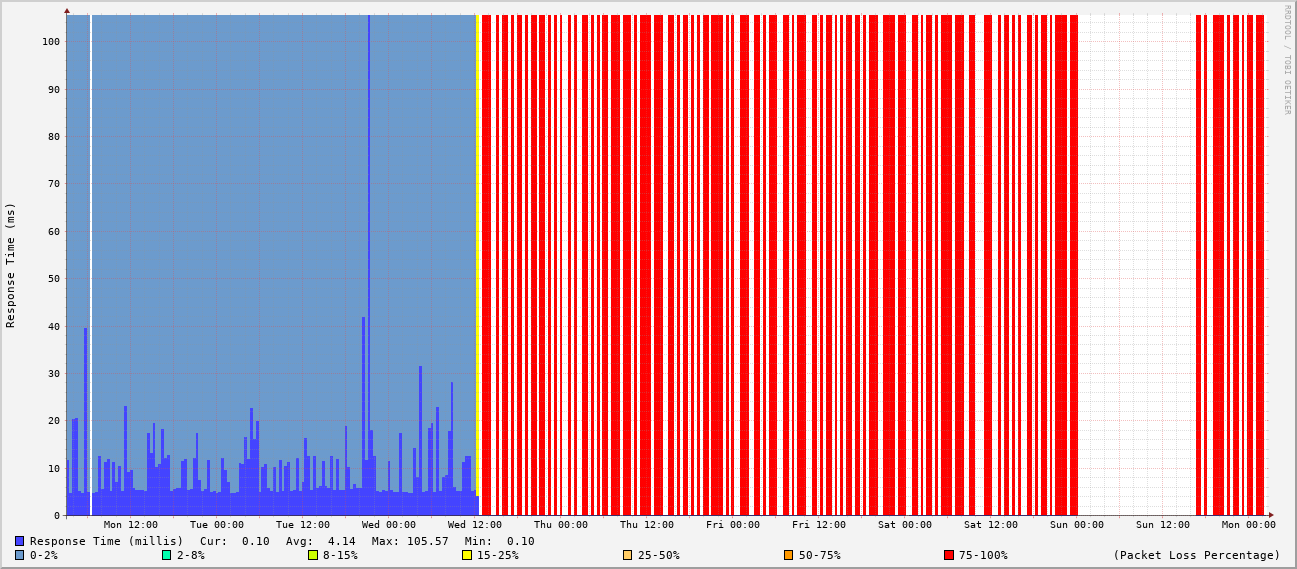 RRDTOOL / TOBI OETIKER
Response Time (ms)
100
90
80
70
60
50
40
30
20
10
0
Mon 12:00 Tue 00:00 Tue 12:00 Wed 00:00 Wed 12:00 Thu 00:00 Thu 12:00 Fri 00:00 Fri 12:00 Sat 00:00 Sat 12:00 Sun 00:00 Sun 12:00 Mon 00:00
Response Time (millis) Cur: 0.10 Avg: 4.14 Max: 105.57 Min: 0.10
0-2% 2-8% 8-15% 15-25% 25-50% 50-75% 75-100% (Packet Loss Percentage)